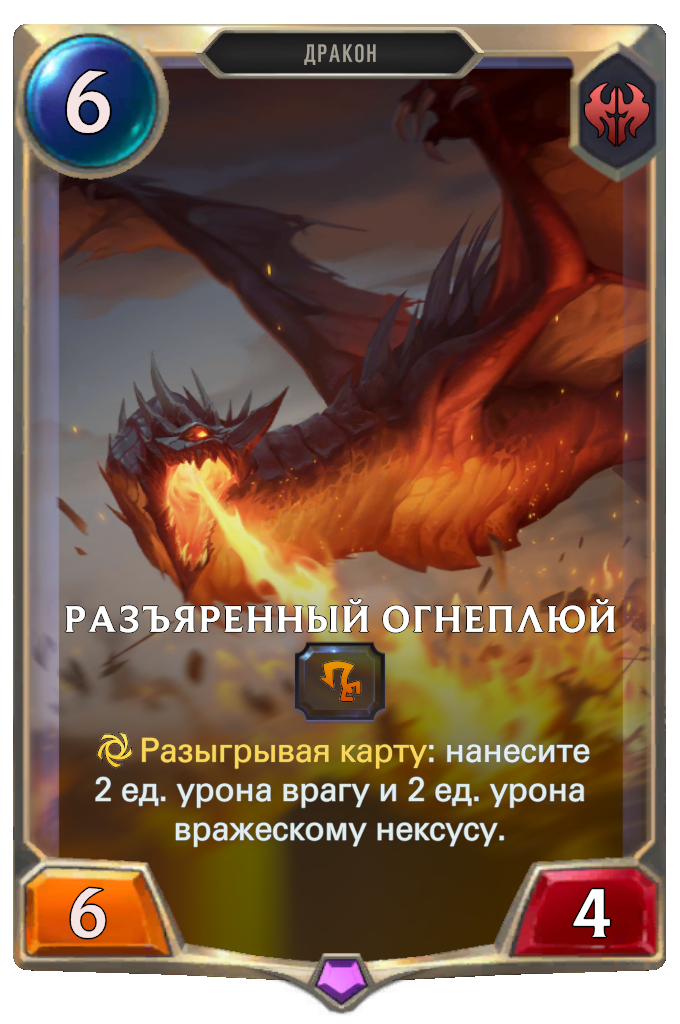 6
ДРАКОН
РАЗЪЯРЕННЫЙ ОГНЕПЛЮЙ
Разыгрывая карту: нанесите
2 ед. урона врагу и 2 ед. урона
вражескому нексусу.
6
4